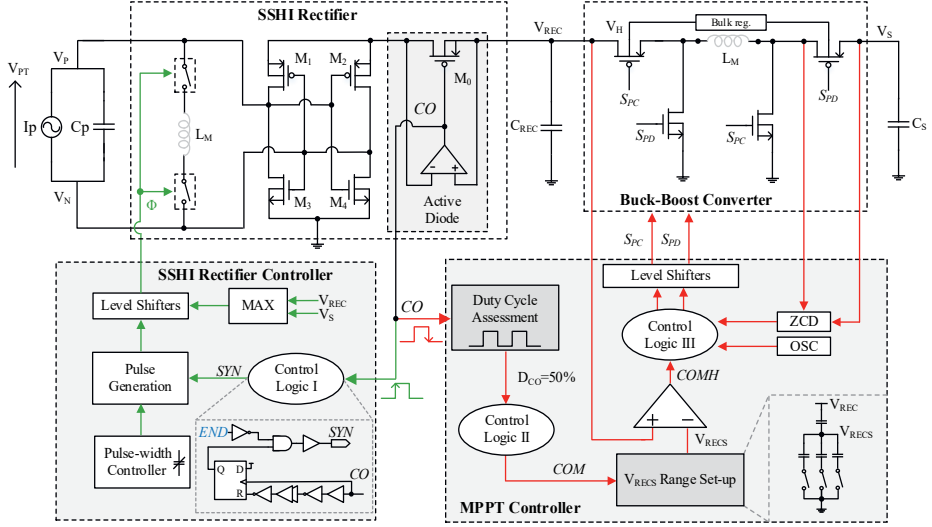 SSHI Rectifier
V_PT
V_P
Ip
Cp
V_N
Φ
L_M
M_1
M_2
M_3
M_4
M_0
CO
-
+
Active
Diode
V_REC
C_REC
V_H
Bulk reg.
L_M
V_S
S_PC
S_PD
S_PD
S_PC
C_S
Buck-Boost Converter
SSHI Rectifier Controller
Level Shifters
MAX
V_REC
V_S
Pulse
Generation
SYN
Control
Logic I
Pulse-width
Controller
END
SYN
CO
Q
D
R
CO
Duty Cycle
Assessment
D_CO=50%
Control
Logic II
COM
S_PC
S_PD
Level Shifters
Control
Logic III
ZCD
OSC
COMH
+
−
V_RECS
V_RECS Range Set-up
V_REC
V_RECS
MPPT Controller